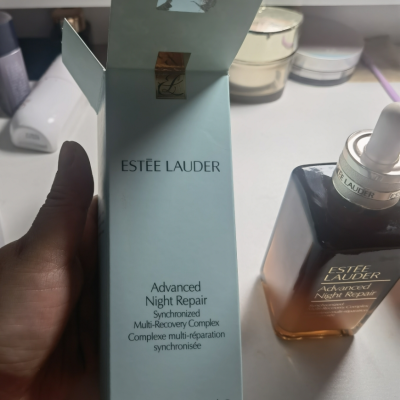 ESTĒE LAUDER
Advanced
Night Repair
Synchronized
Multi-Recovery Complex
Complexe multi-réparation
synchronisée
ESTĒE
LAUDER
Advanced
Night Repair